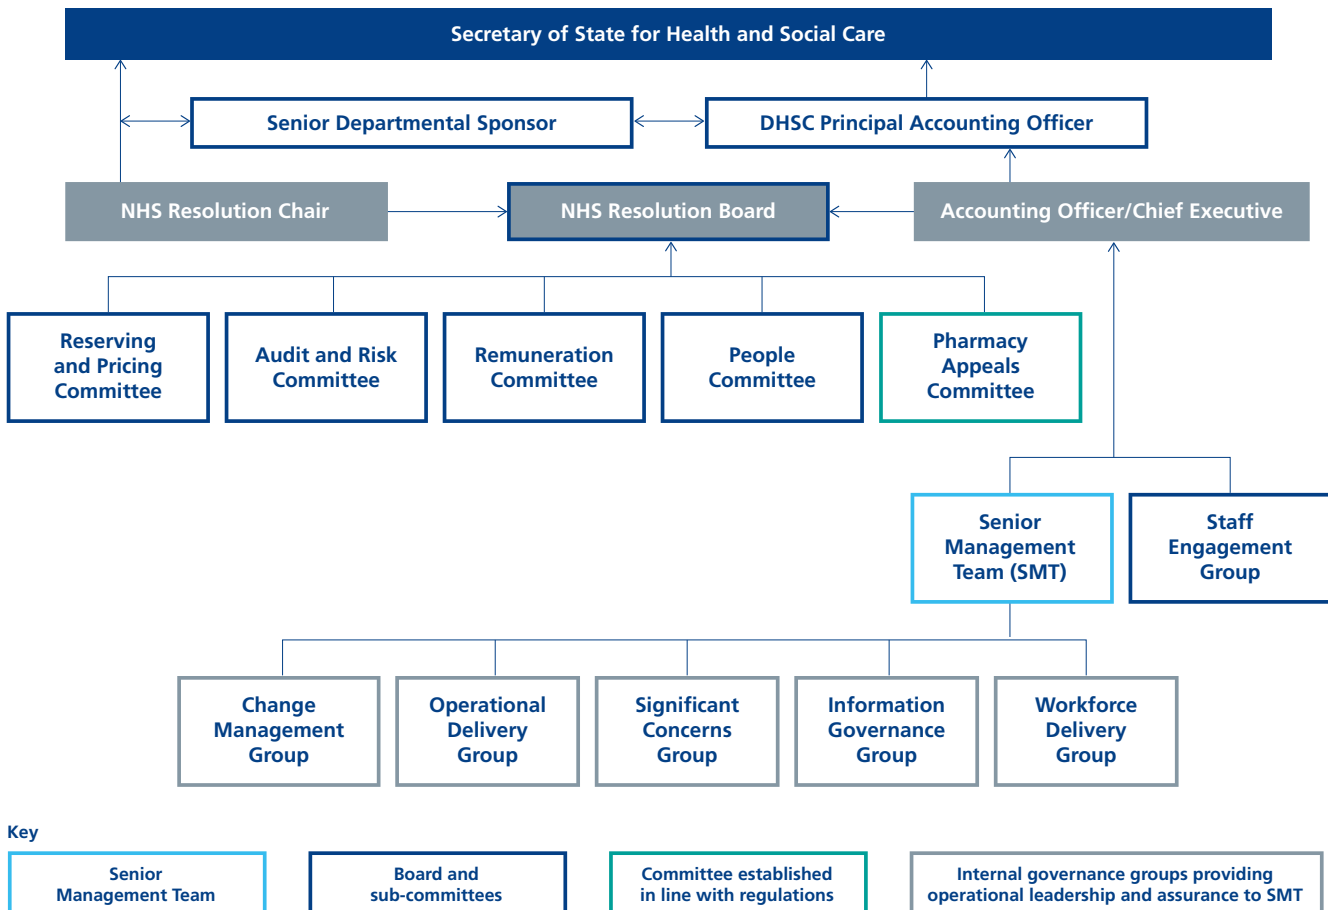 Secretary of State for Health and Social Care
Senior Departmental Sponsor
DHSC Principal Accounting Officer
NHS Resolution Chair
NHS Resolution Board
Accounting Officer/Chief Executive
Reserving
and Pricing
Committee
Audit and Risk
Committee
Remuneration
Committee
People
Committee
Pharmacy
Appeals
Committee
Senior
Management
Team (SMT)
Staff
Engagement
Group
Change
Management
Group
Operational
Delivery
Group
Significant
Concerns
Group
Information
Governance
Group
Workforce
Delivery
Group
Key
Senior
Management Team
Board and
sub-committees
Committee established
in line with regulations
Internal governance groups providing
operational leadership and assurance to SMT